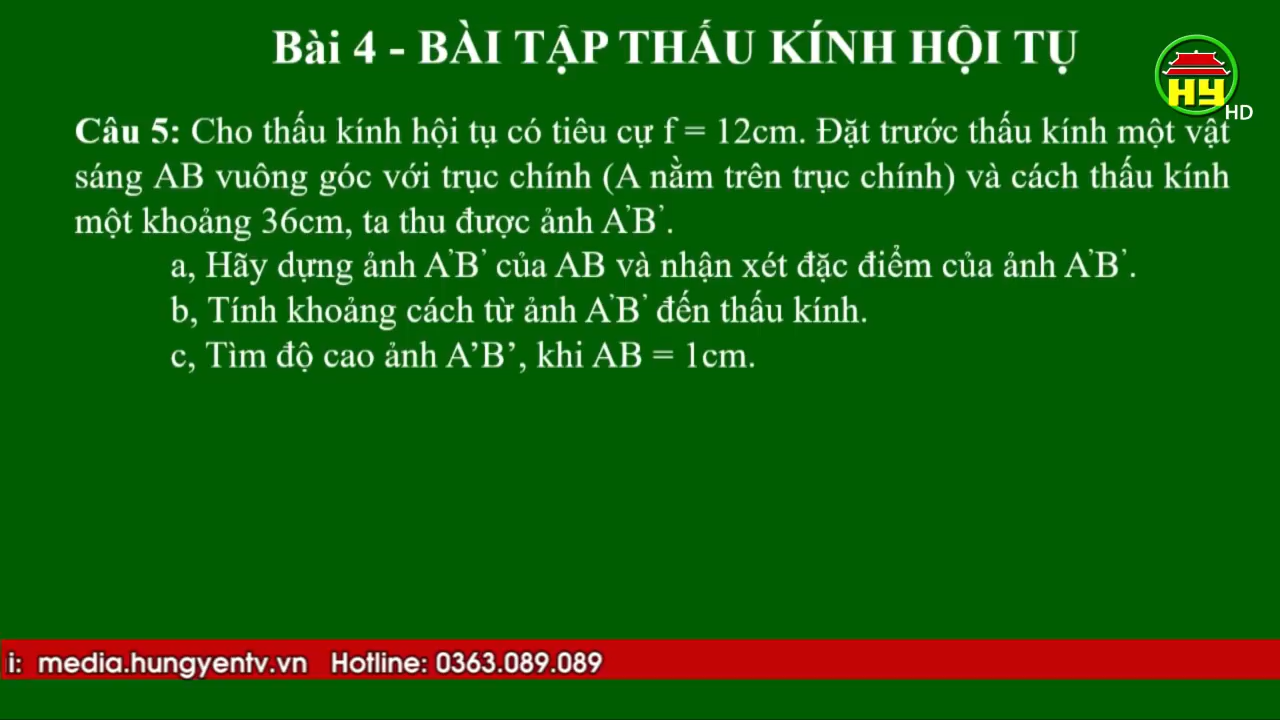 Bài 4 - BÀI TẬP THẤU KÍNH HỘI TỤ
HY
HD
Câu 5: Cho thấu kính hội tụ có tiêu cự f = 12cm. Đặt trước thấu kính một vật
sáng AB vuông góc với trục chính (A nằm trên trục chính) và cách thấu kính
một khoảng 36cm, ta thu được ảnh A’B’.
a, Hãy dựng ảnh A’B’ của AB và nhận xét đặc điểm của ảnh A’B’.
b, Tính khoảng cách từ ảnh A’B’ đến thấu kính.
c, Tìm độ cao ảnh A’B’, khi AB = 1cm.
i: media.hungyentv.vn Hotline: 0363.089.089